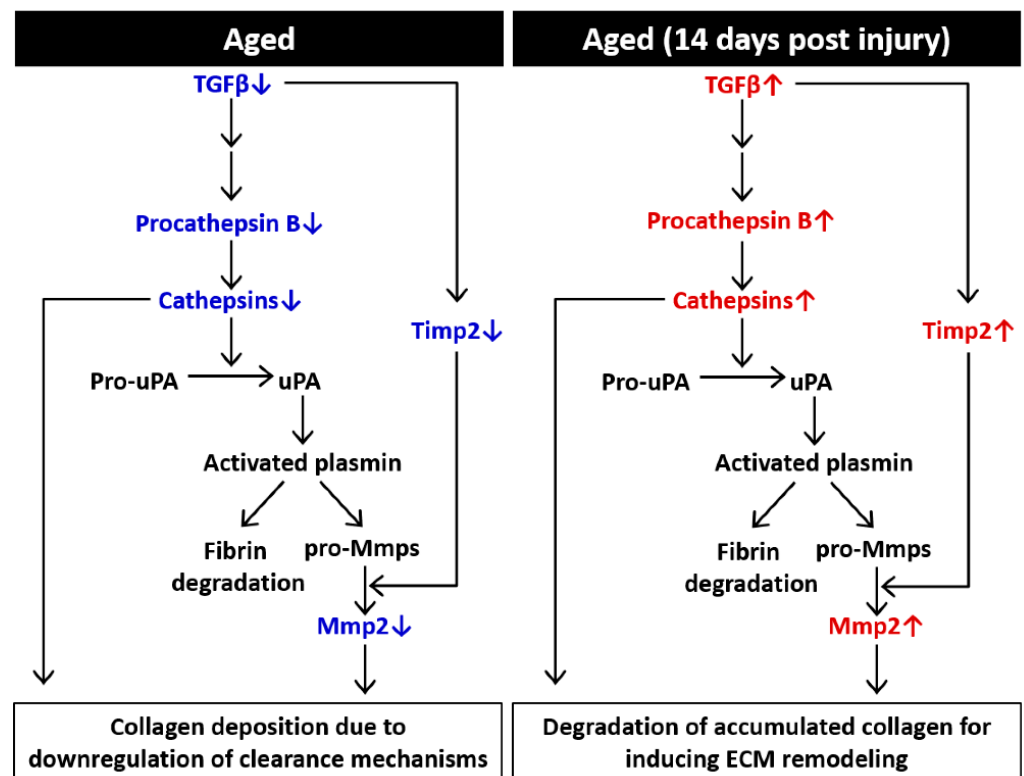 Aged
TGFβ↓
Procathepsin B↓
Cathepsins↓
Timp2↓
Pro-uPA
uPA
Activated plasmin
Fibrin
degradation
pro-Mmps
Mmp2↓
Collagen deposition due to
downregulation of clearance mechanisms
Aged (14 days post injury)
TGFβ↑
Procathepsin B↑
Cathepsins↑
Timp2↑
Pro-uPA
uPA
Activated plasmin
Fibrin
degradation
pro-Mmps
Mmp2↑
Degradation of accumulated collagen for
inducing ECM remodeling